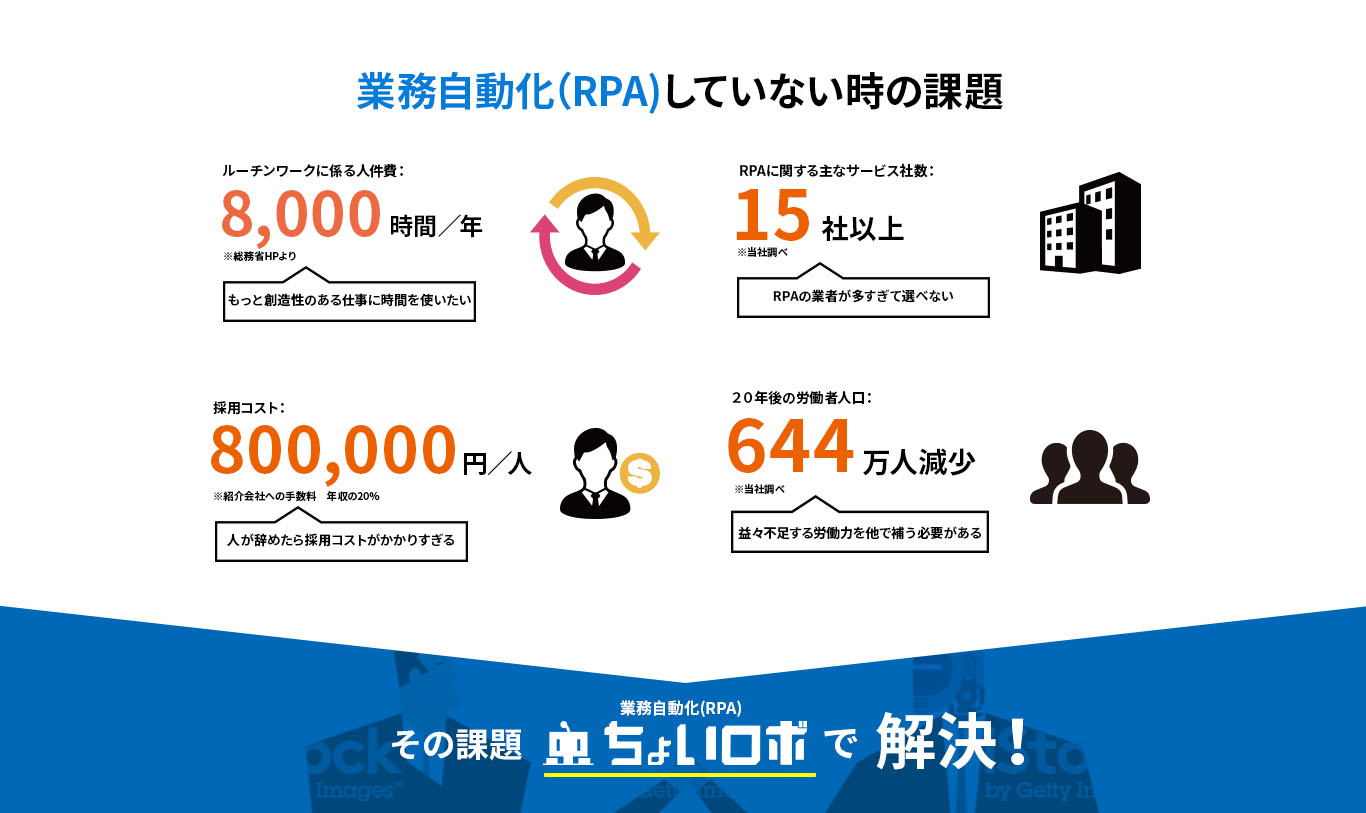 業務自動化(RPA)していない時の課題
ルーチンワークに係る人件費:
8,000 時間／年
※総務省HPより
もっと創造性のある仕事に時間を使いたい
RPAに関する主なサービス社数:
15 社以上
※当社調べ
RPAの業者が多すぎて選べない
採用コスト:
800,000 円／人
※紹介会社への手数料　年収の20%
人が辞めたら採用コストがかかりすぎる
２０年後の労働者人口:
644 万人減少
※当社調べ
益々不足する労働力を他で補う必要がある
業務自動化(RPA)
その課題 ちょいロボ で 解決！
by Getty Im